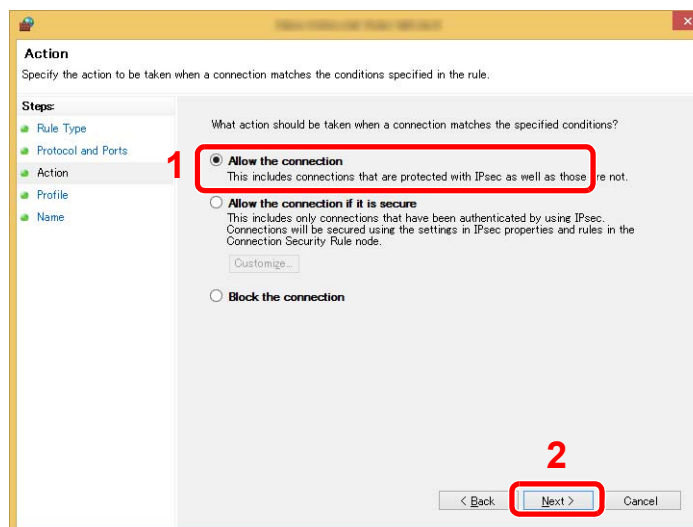 Action
Specify the action to be taken when a connection matches the conditions specified in the rule.
Steps:
Rule Type
Protocol and Ports
Action
Profile
Name
What action should be taken when a connection matches the specified conditions?
1
Allow the connection
This includes connections that are protected with IPsec as well as those are not.
Allow the connection if it is secure
This includes only connections that have been authenticated by using IPsec.
Connections will be secured using the settings in IPsec properties and rules in the
Connection Security Rule node.
Customize...
Block the connection
2
< Back
Next >
Cancel